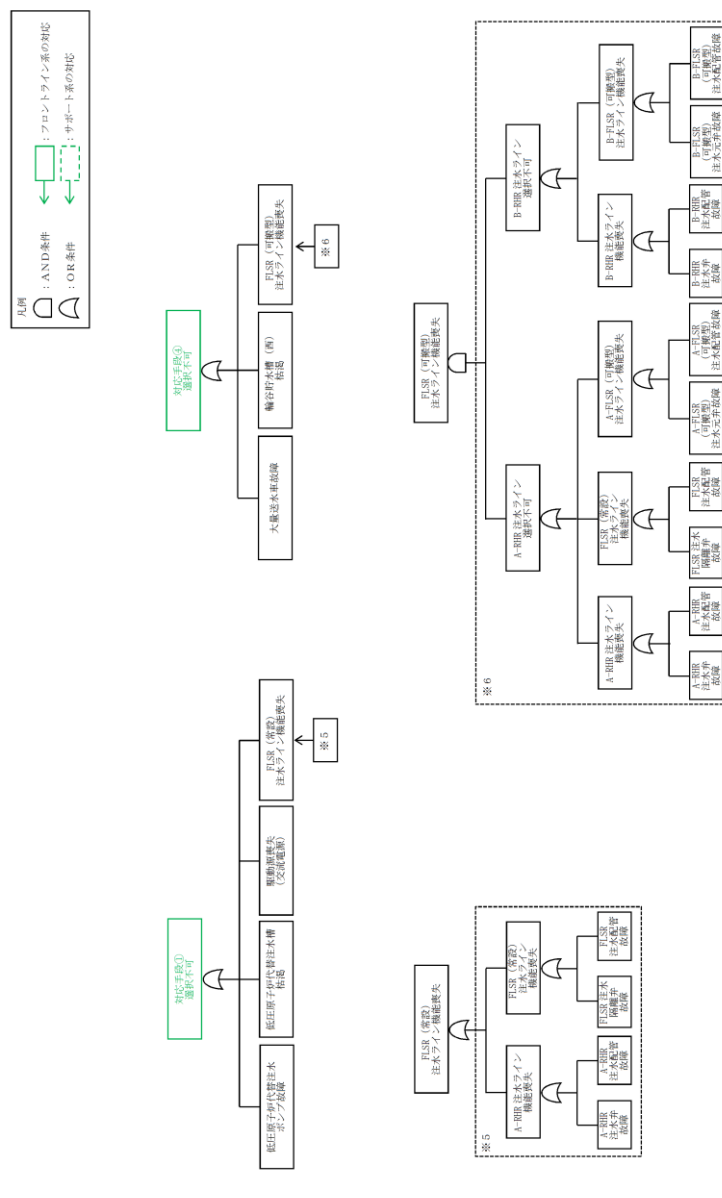 凡例
：AND条件
：OR条件
：フロントライン系の対応
：サポート系の対応
対応手段①
選択不可
低圧原子炉代替注水
ポンプ故障
低圧原子炉代替注水槽
枯渇
駆動源喪失
（交流電源）
FLSR（常設）
注水ライン機能喪失
※5
対応手段④
選択不可
大量送水車故障
輪谷貯水槽（西）
枯渇
FLSR（可搬型）
注水ライン機能喪失
※6
FLSR（常設）
注水ライン機能喪失
※5
A-RHR 注水ライン
機能喪失
FLSR（常設）
注水ライン
機能喪失
A-RHR
注水弁
故障
A-RHR
注水配管
故障
FLSR 注水
隔離弁
故障
FLSR
注水配管
故障
FLSR（可搬型）
注水ライン機能喪失
※6
A-RHR 注水ライン
選択不可
B-RHR 注水ライン
選択不可
A-RHR 注水ライン
機能喪失
FLSR（常設）
注水ライン
機能喪失
A-FLSR（可搬型）
注水ライン機能喪失
B-RHR 注水ライン
機能喪失
B-FLSR（可搬型）
注水ライン機能喪失
A-RHR
注水弁
故障
A-RHR
注水配管
故障
FLSR 注水
隔離弁
故障
FLSR
注水配管
故障
A-FLSR
（可搬型）
注水元弁故障
A-FLSR
（可搬型）
注水配管故障
B-RHR
注水弁
故障
B-RHR
注水配管
故障
B-FLSR
（可搬型）
注水元弁故障
B-FLSR
（可搬型）
注水配管故障